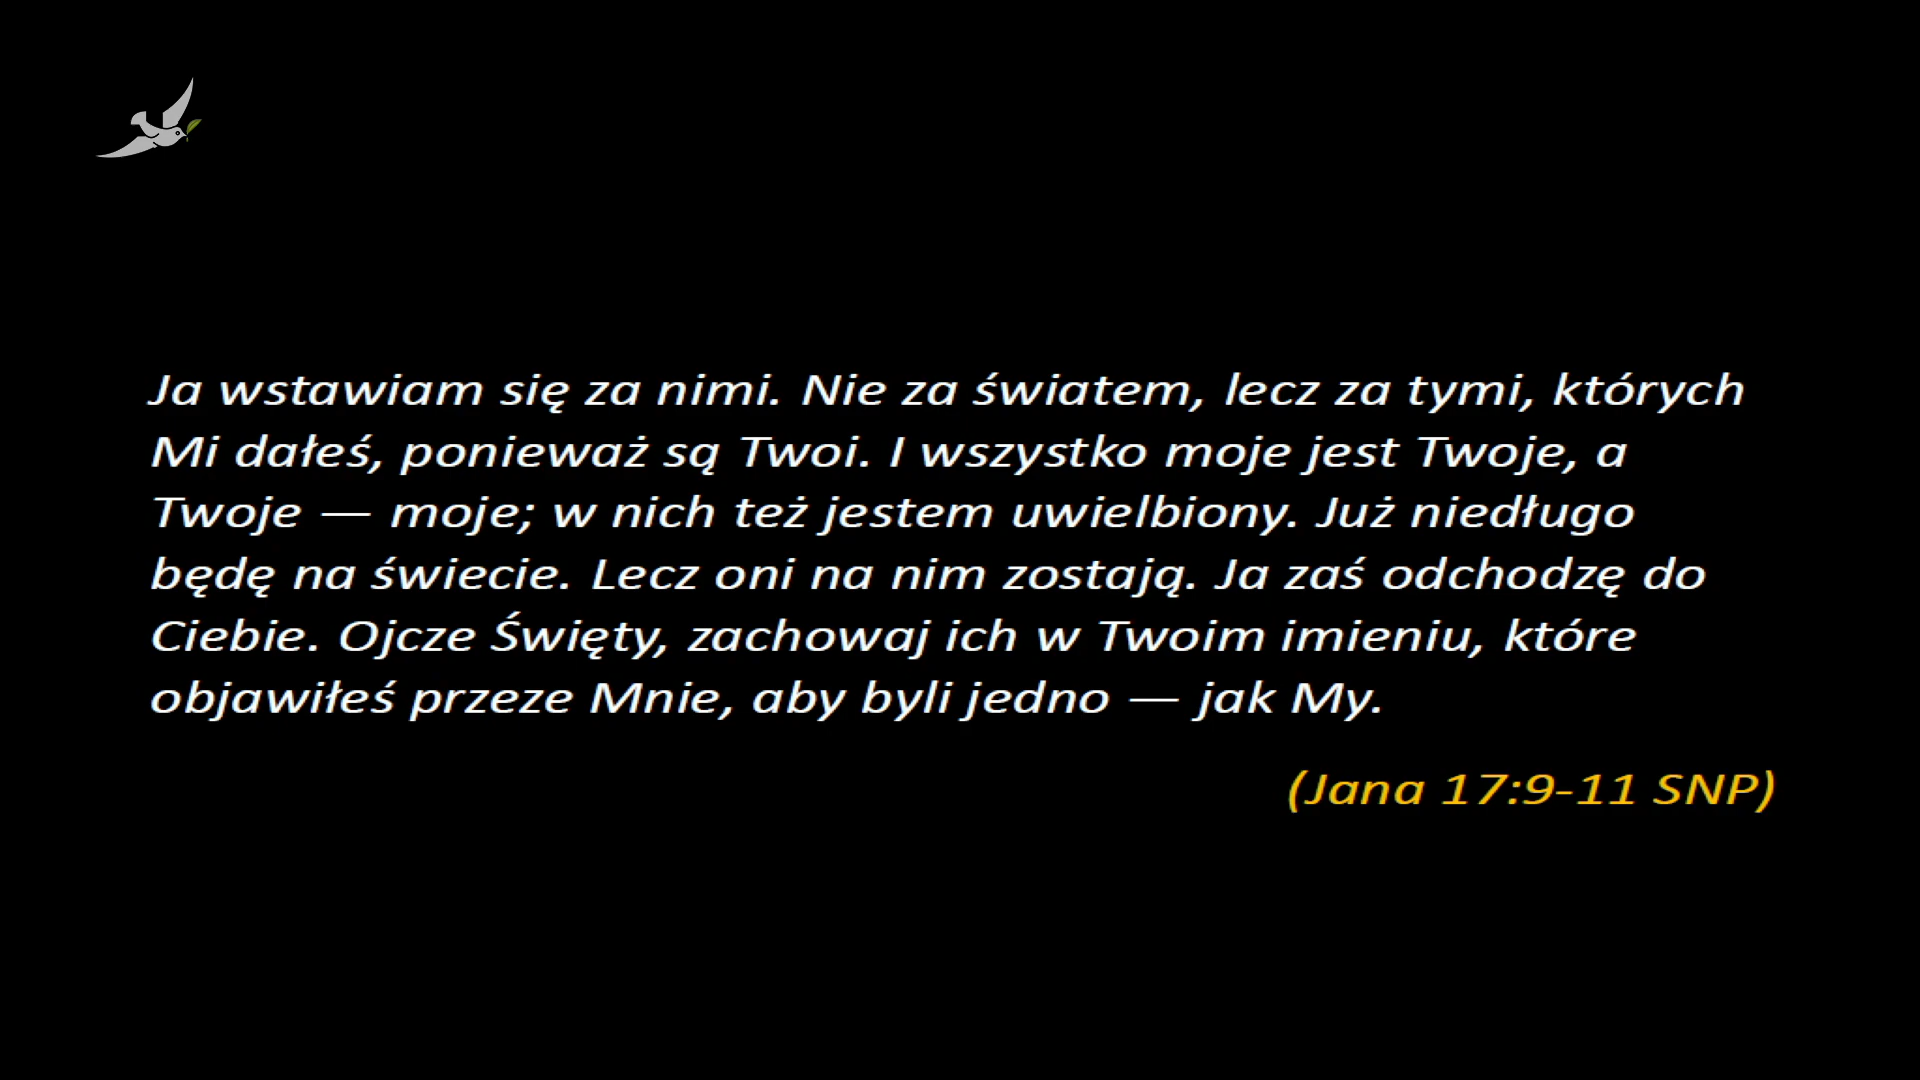 Ja wstawiam się za nimi. Nie za światem, lecz za tymi, których
Mi dałeś, ponieważ są Twoi. I wszystko moje jest Twoje, a
Twoje — moje; w nich też jestem uwielbiony. Już niedługo
będę na świecie. Lecz oni na nim zostają. Ja zaś odchodzę do
Ciebie. Ojcze Święty, zachowaj ich w Twoim imieniu, które
objawiłeś przeze Mnie, aby byli jedno — jak My.
(Jana 17:9-11 SNP)